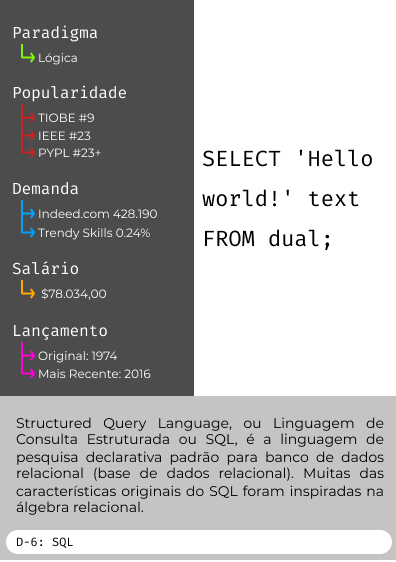 Paradigma
Lógica
Popularidade
TIOBE #9
IEEE #23
PYPL #23+
Demanda
Indeed.com 428.190
Trendy Skills 0.24%
Salário
$78.034,00
Lançamento
Original: 1974
Mais Recente: 2016
SELECT 'Hello
world!' text
FROM dual;
Structured Query Language, ou Linguagem de
Consulta Estruturada ou SQL, é a linguagem de
pesquisa declarativa padrão para banco de dados
relacional (base de dados relacional). Muitas das
características originais do SQL foram inspiradas na
álgebra relacional.
D-6: SQL